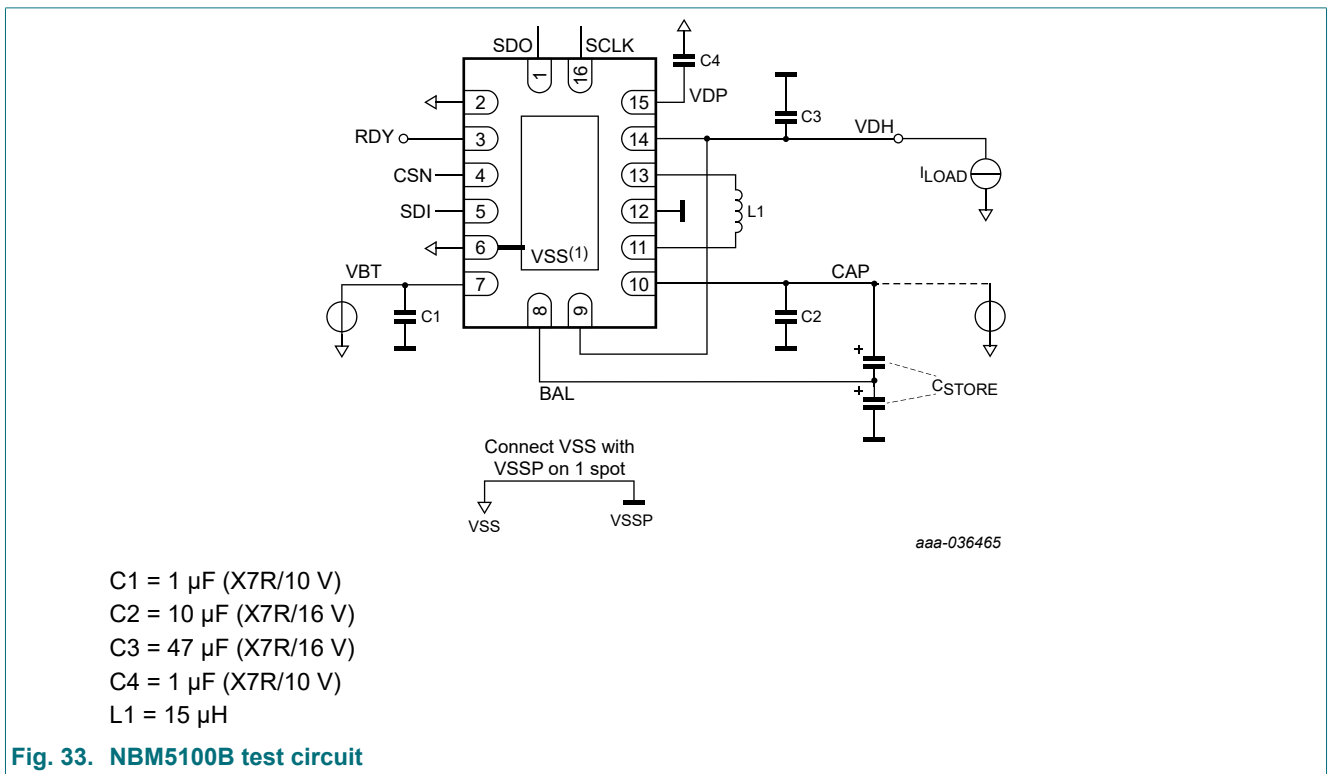 SDO
SCLK
1
16
C4
2
15
VDP
C3
RDY
3
14
VDH
CSN
4
13
ILOAD
SDI
5
12
L1
6
VSS(1)
11
VBT
7
10
CAP
C1
8
9
C2
BAL
CSTORE
Connect VSS with
VSSP on 1 spot
VSS
VSSP
aaa-036465
C1 = 1 µF (X7R/10 V)
C2 = 10 µF (X7R/16 V)
C3 = 47 µF (X7R/16 V)
C4 = 1 µF (X7R/10 V)
L1 = 15 µH
Fig. 33. NBM5100B test circuit